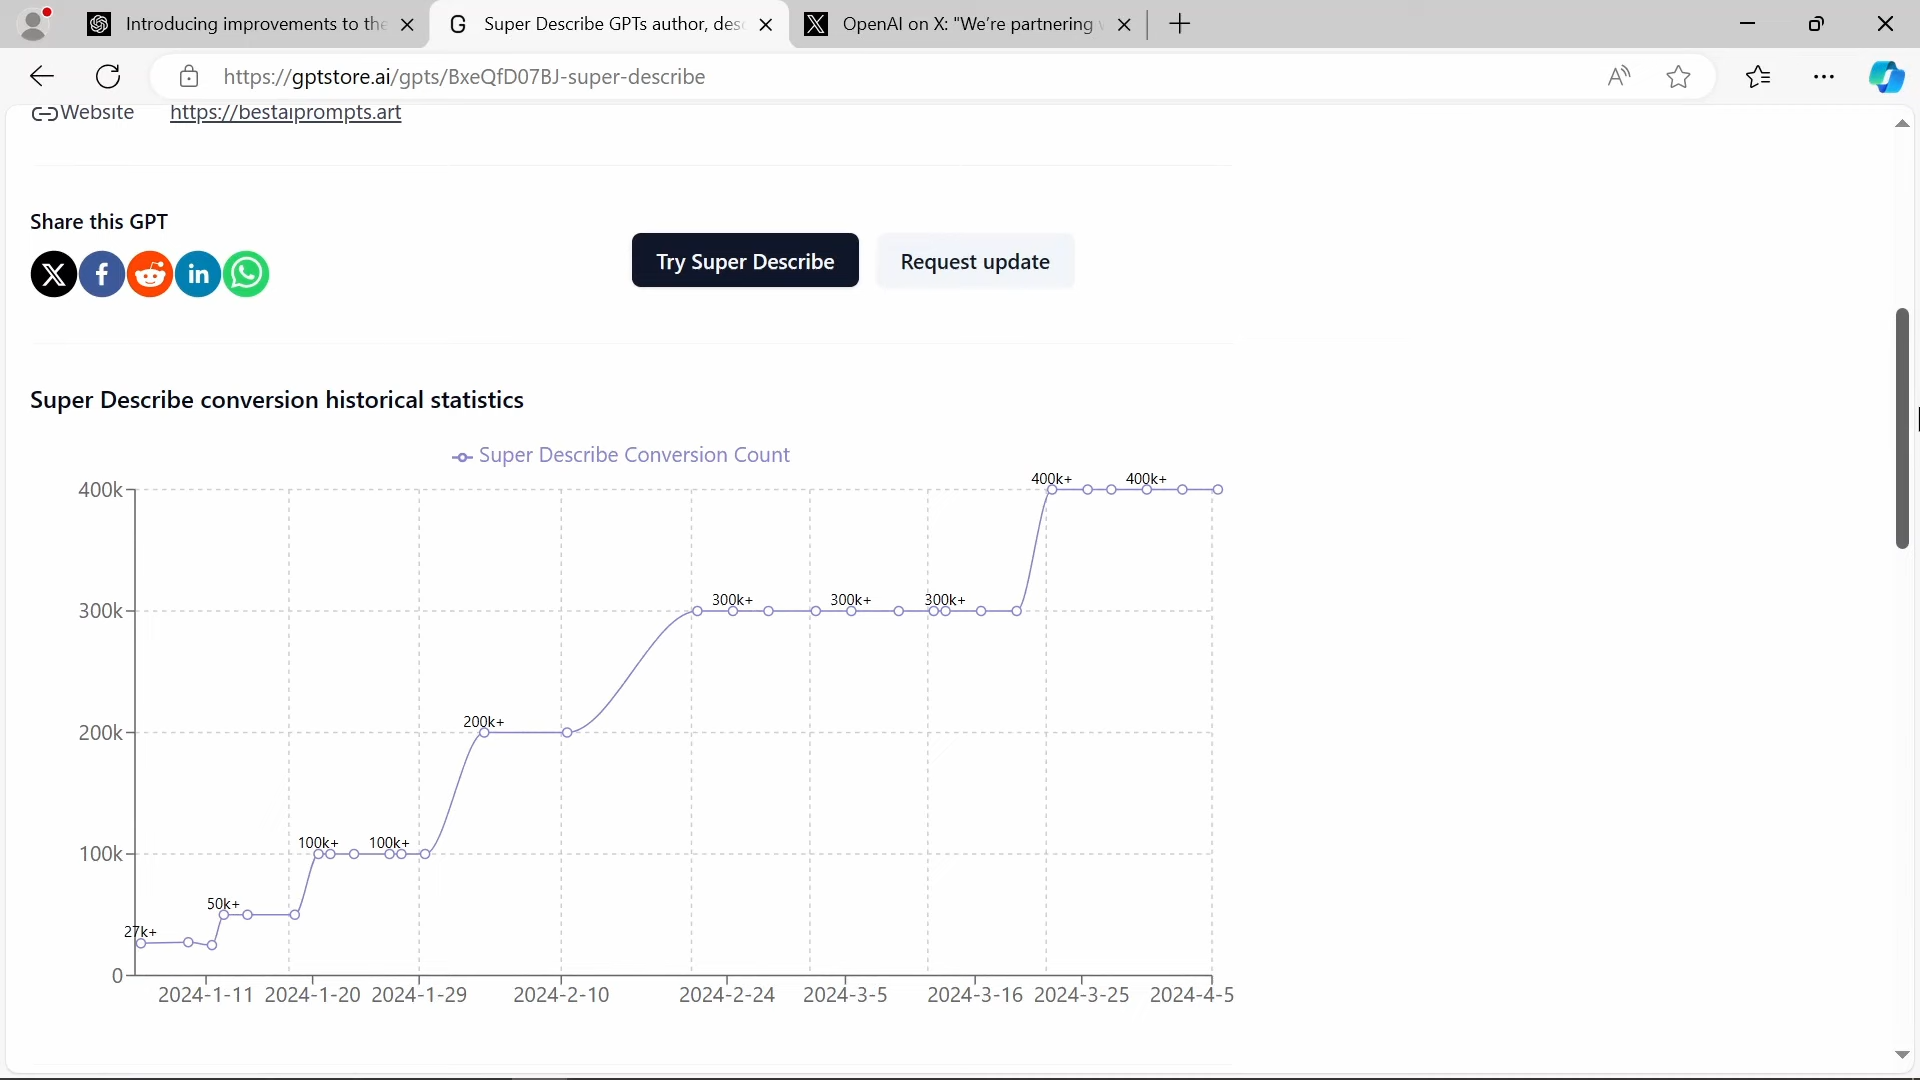 Introducing improvements to the
Super Describe GPTs author, desc
OpenAI on X: "We're partnering w
https://gptstore.ai/gpts/BxeQfD07BJ-super-describe
Website https://bestaiprompts.art
Share this GPT
Try Super Describe
Request update
Super Describe conversion historical statistics
Super Describe Conversion Count
400k
400k+ 400k+
300k
300k+ 300k+ 300k+
200k
200k+
100k
100k+ 100k+
50k+
27k+
0
2024-1-11 2024-1-20 2024-1-29 2024-2-10 2024-2-24 2024-3-5 2024-3-16 2024-3-25 2024-4-5